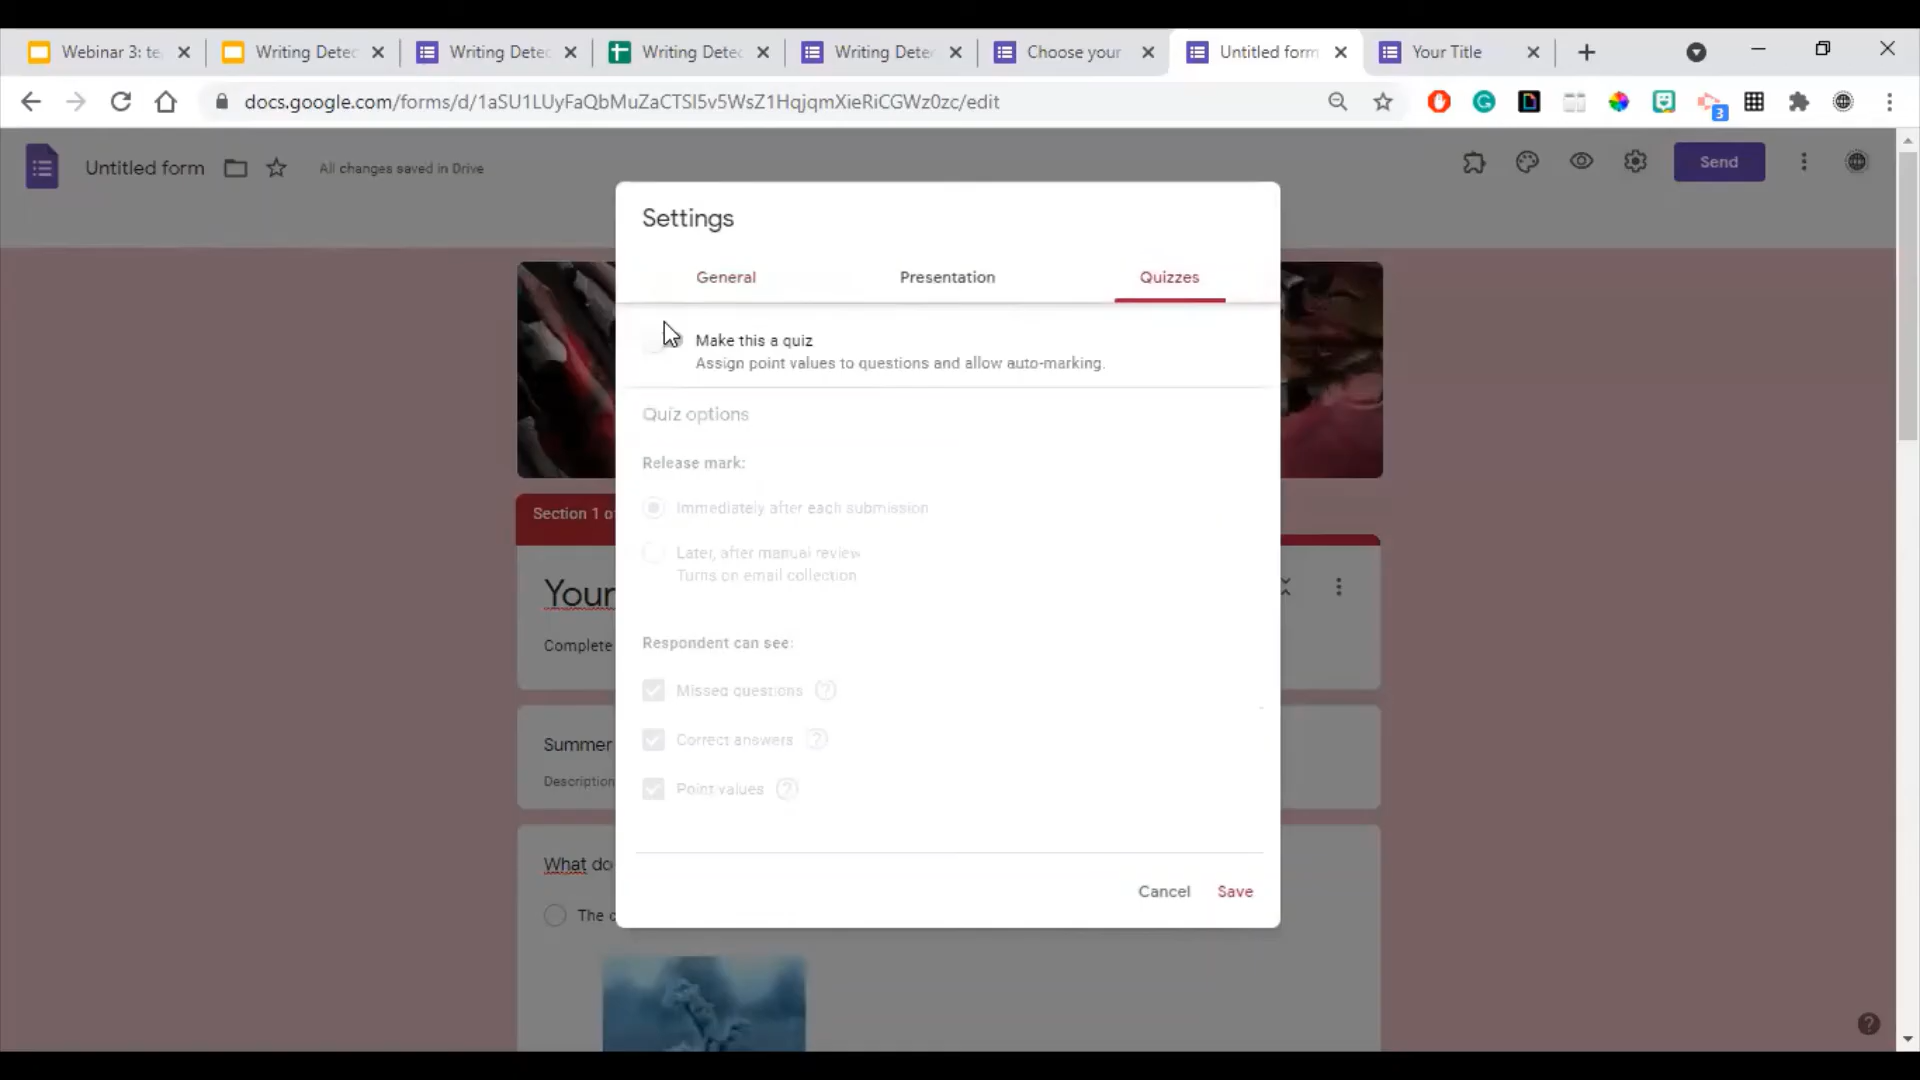 Webinar 3: te
Writing Detec
Writing Detec
Writing Detec
Writing Detec
Choose your
Untitled form
Your Title
docs.google.com/forms/d/1aSU1LUyFaQbMuZaCTSI5v5WsZ1HqjqmXieRiCGWz0zc/edit
3
Untitled form
All changes saved in Drive
Send
Settings
General
Presentation
Quizzes
Make this a quiz
Assign point values to questions and allow auto-marking.
Quiz options
Release mark:
Immediately after each submission
Later, after manual review
Turns on email collection
Respondent can see:
Missed questions
Correct answers
Point values
Cancel
Save
Section 1 o
Your
Complete
Summer
Description
What do
The c